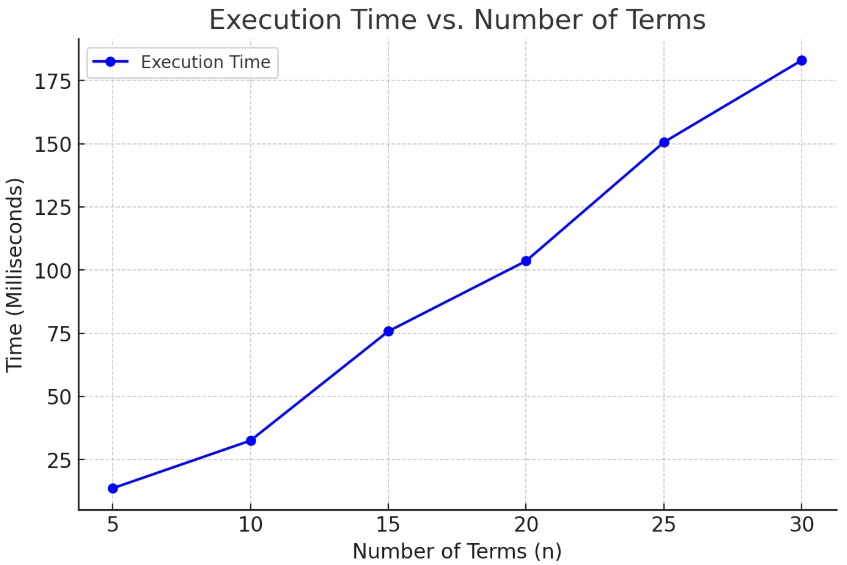 Execution Time vs. Number of Terms
Execution Time
175
150
125
100
75
50
25
Time (Milliseconds)
5 10 15 20 25 30
Number of Terms (n)